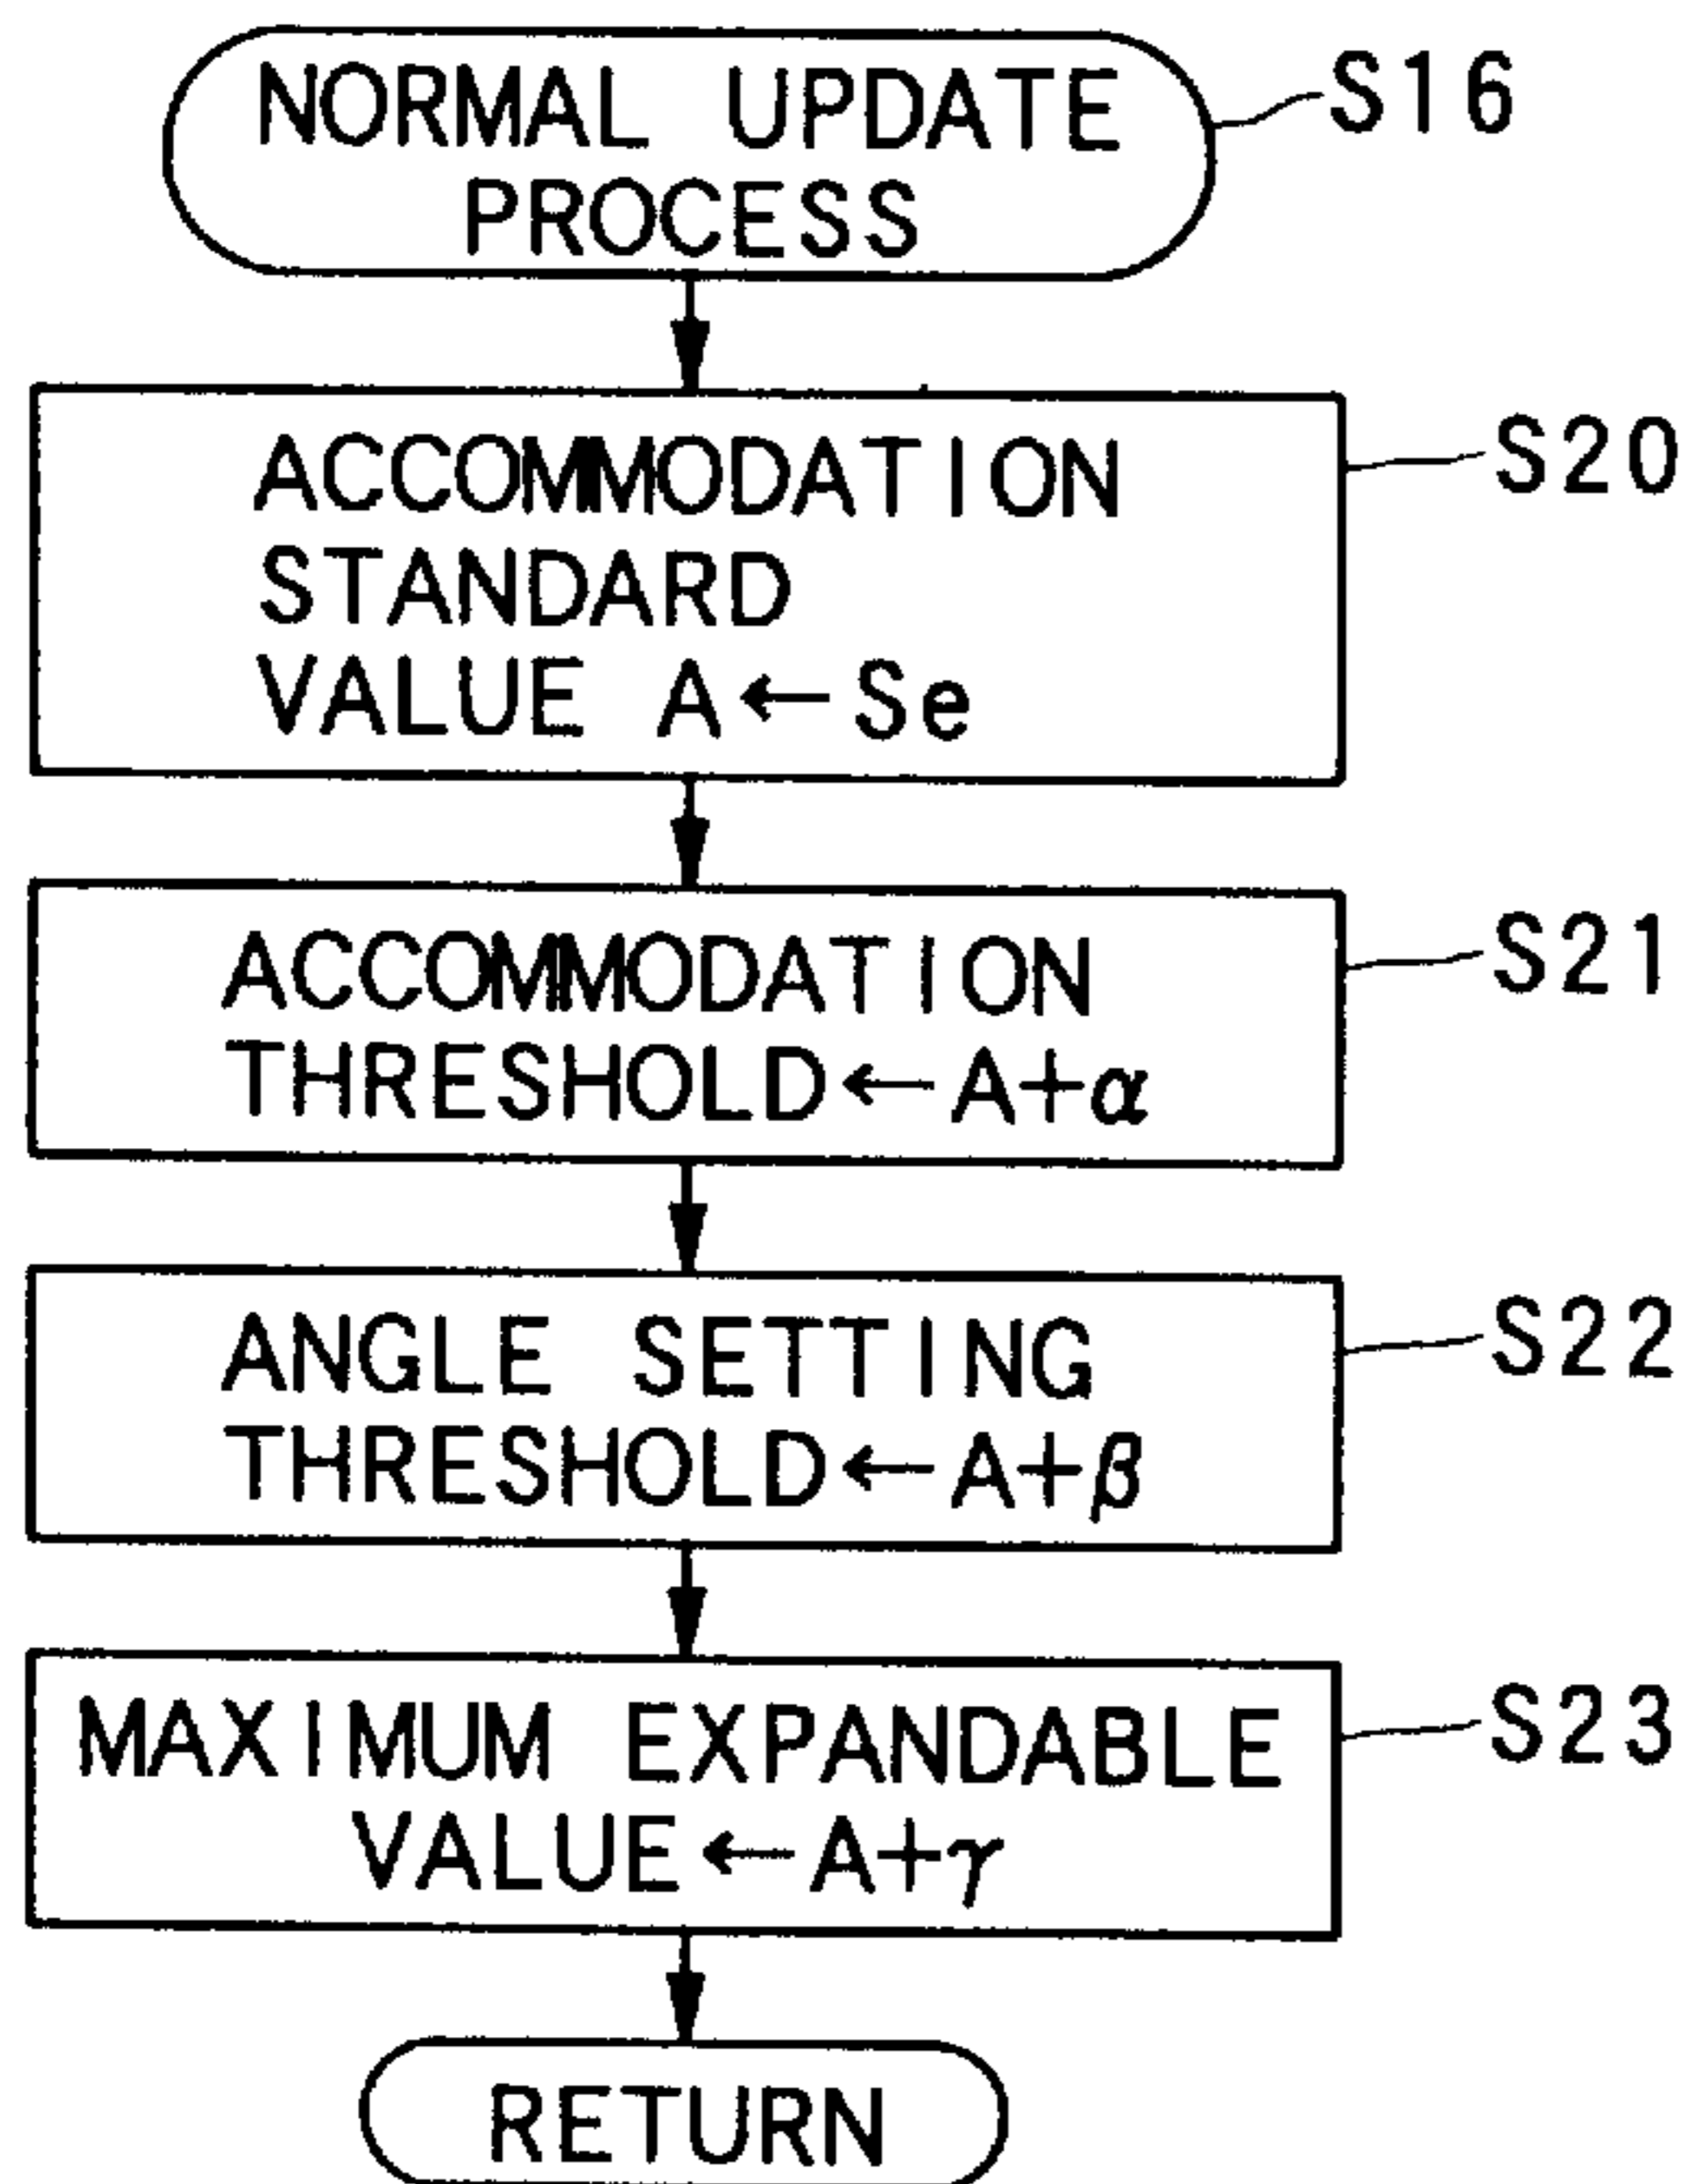 NORMAL UPDATE
PROCESS
S16
ACCOMMODATION
STANDARD
VALUE A←Se
S20
ACCOMMODATION
THRESHOLD←A+α
S21
ANGLE SETTING
THRESHOLD←A+β
S22
MAXIMUM EXPANDABLE
VALUE←A+γ
S23
RETURN